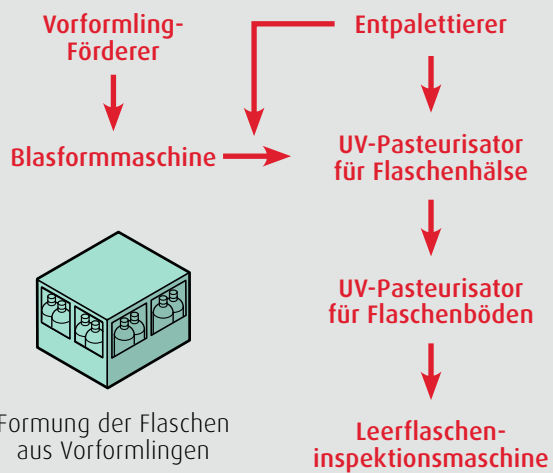 Vorformling-
Förderer
Entpalettierer
Blasformmaschine
UV-Pasteurisator
für Flaschenhälse
UV-Pasteurisator
für Flaschenböden
Formung der Flaschen
aus Vorformlingen
Leerflaschen-
inspektionsmaschine